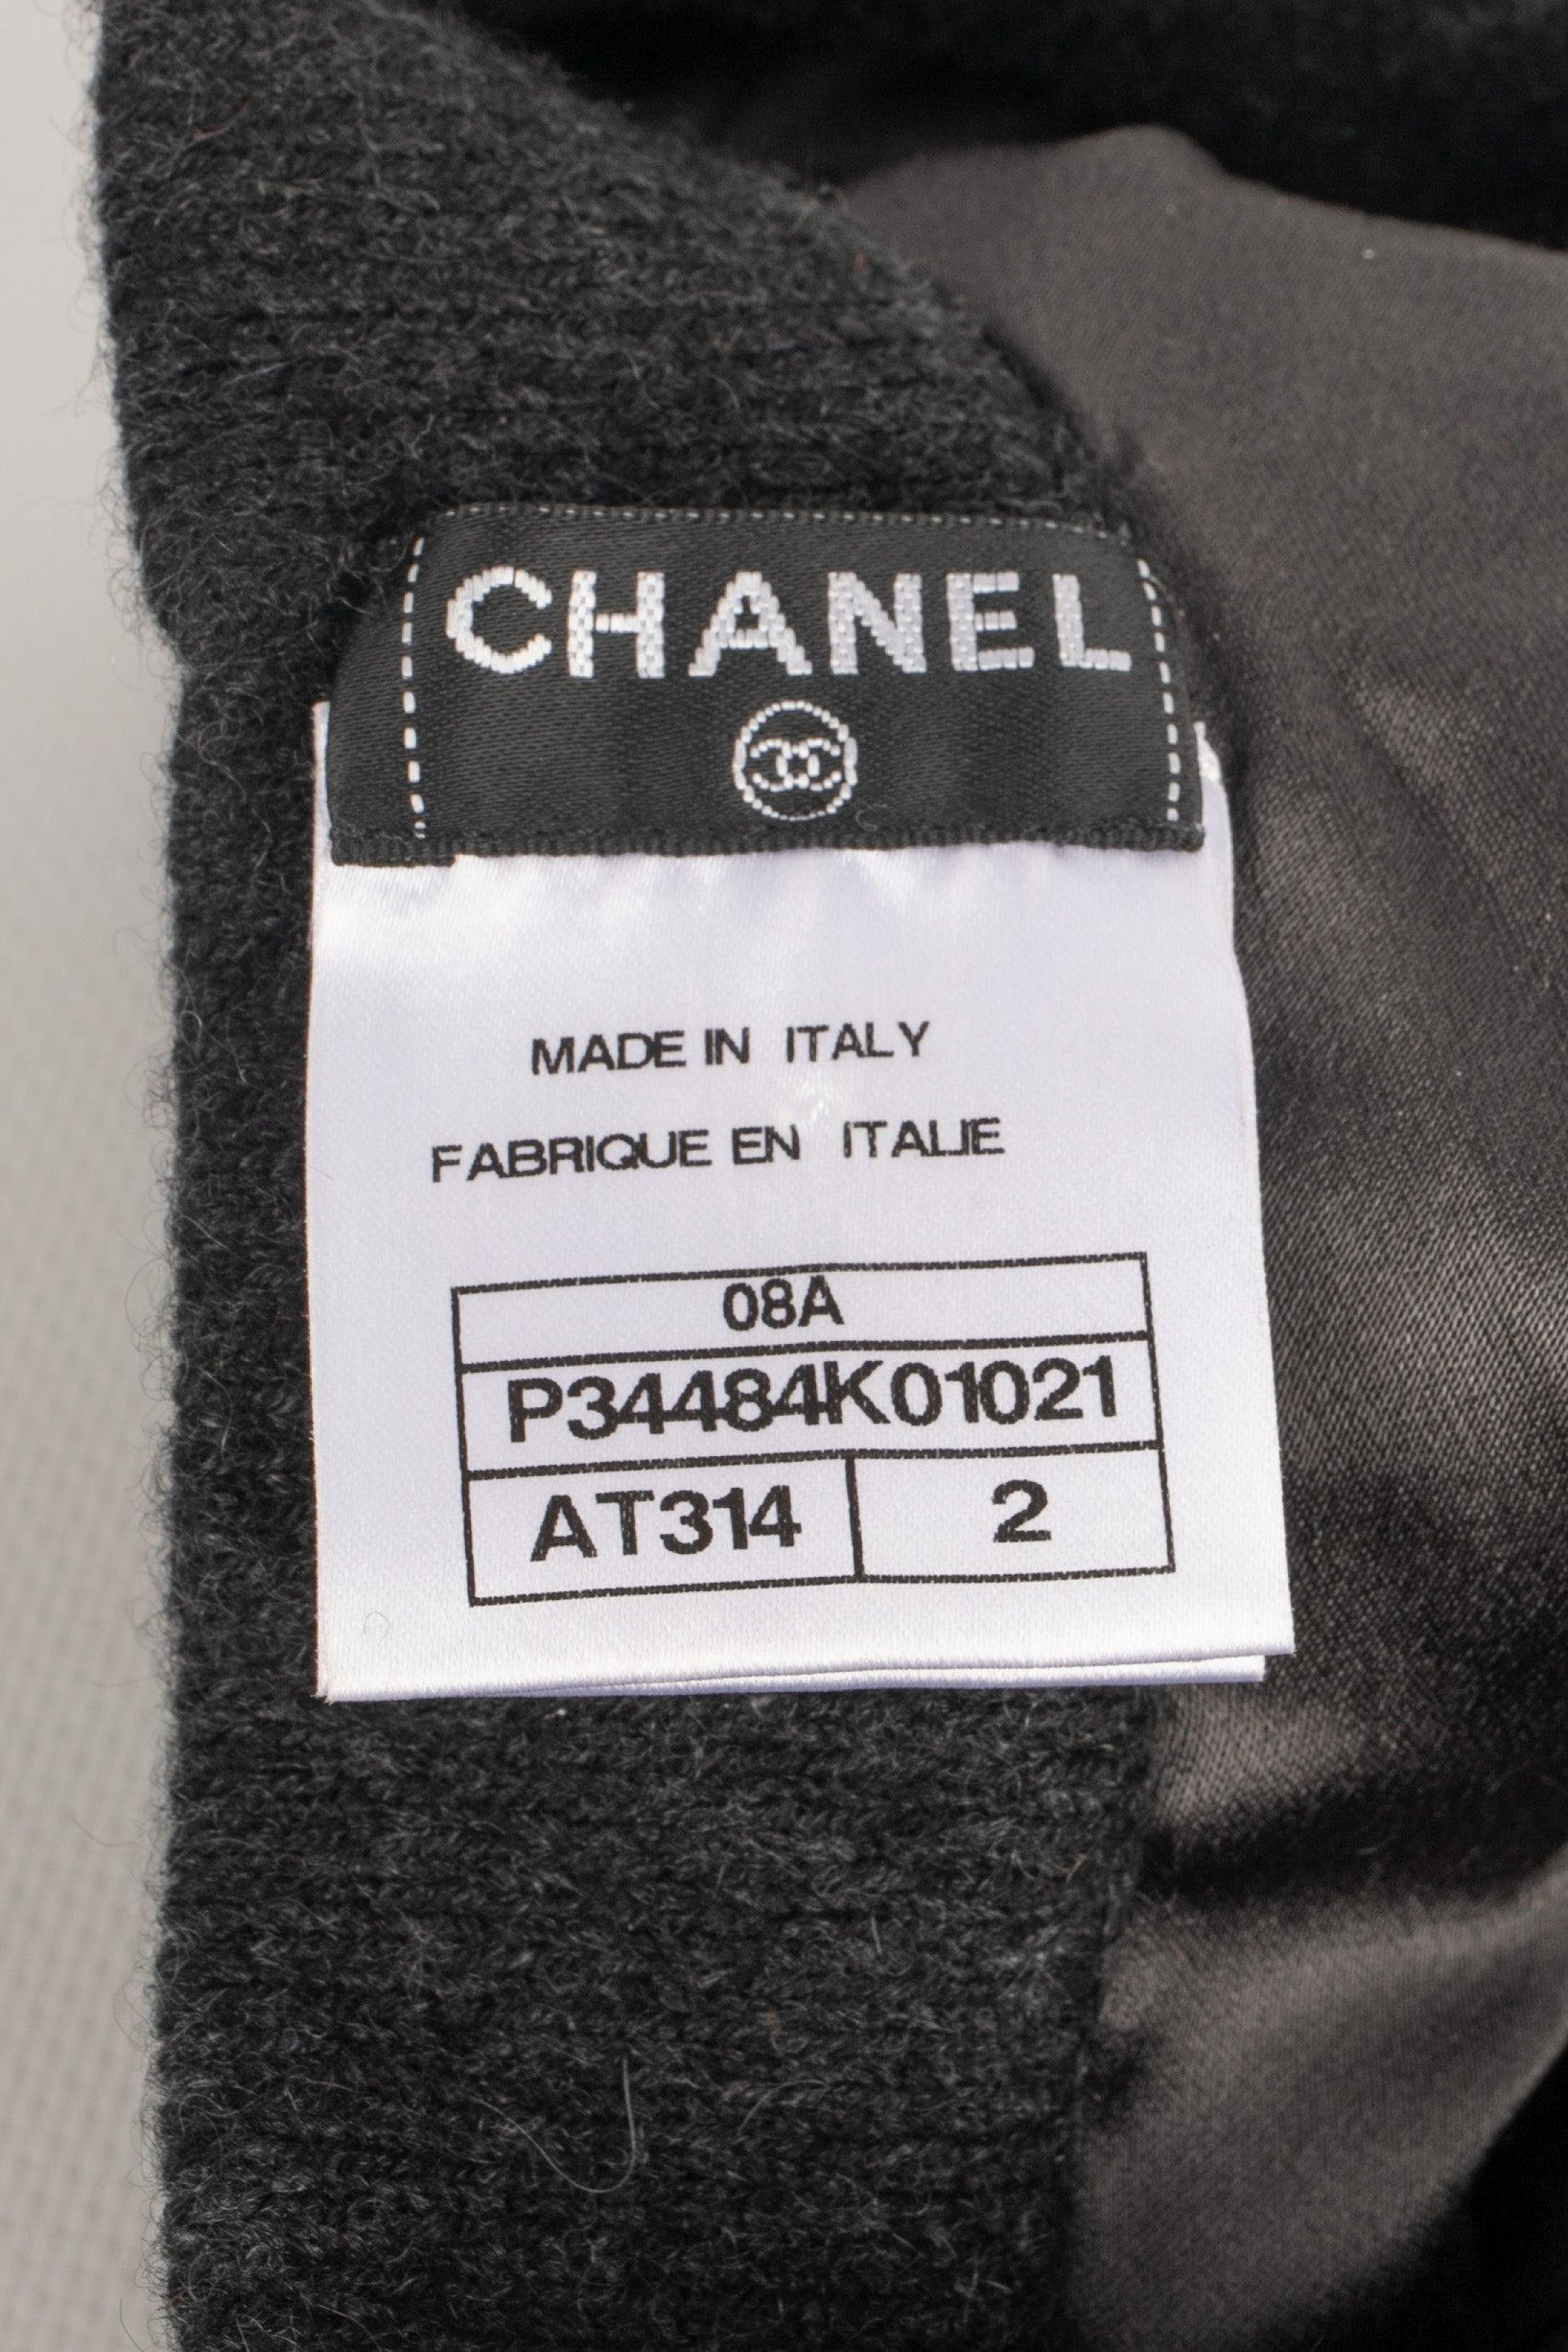 CHANEL
MADE IN ITALY
FABRIQUE EN ITALIE
08A
P34484K01021
AT314 2